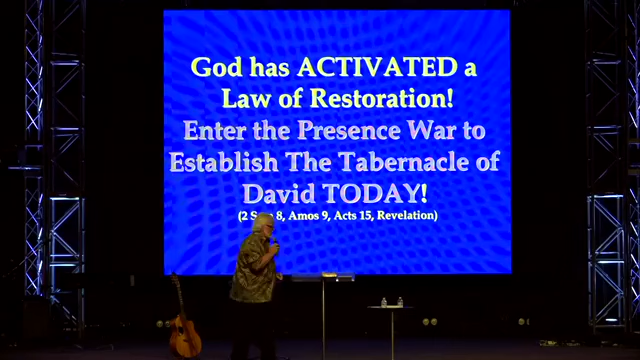 God has ACTIVATED a
Law of Restoration!
Enter the Presence War to
Establish The Tabernacle of
David TODAY!
(2 8, Amos 9, Acts 15, Revelation)